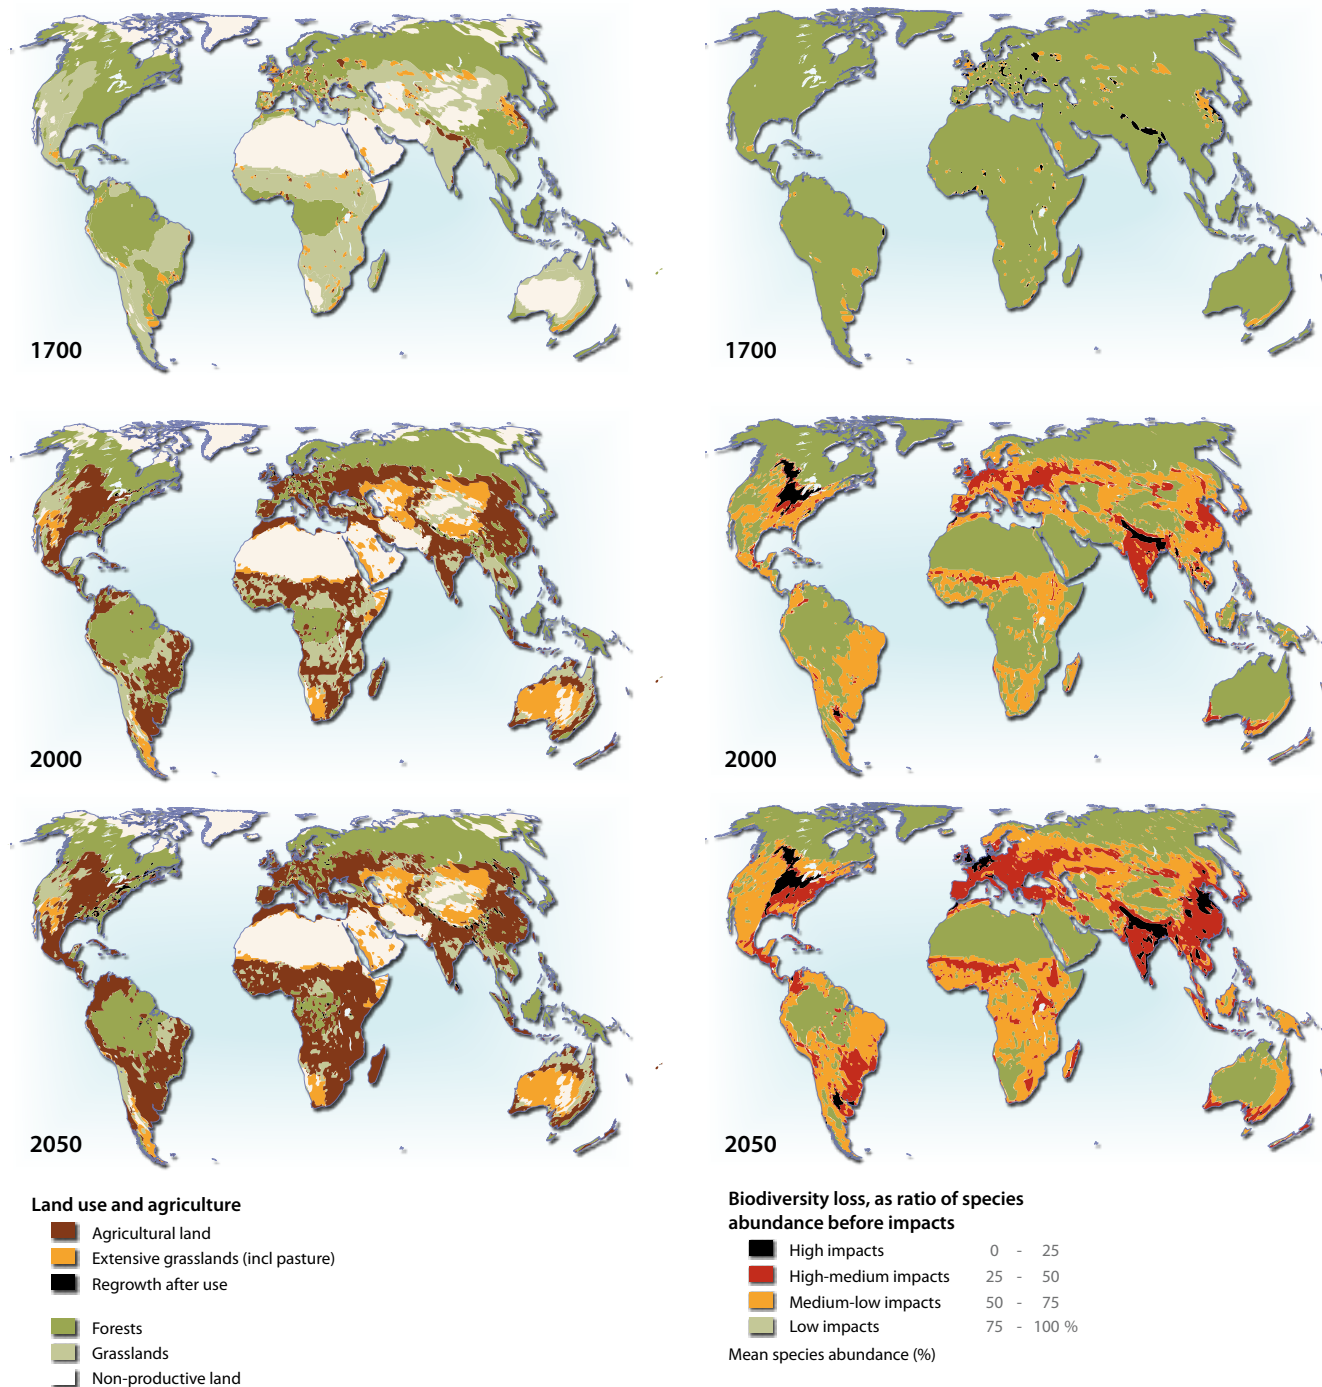 1700
1700
2000
2000
2050
2050
Land use and agriculture
Agricultural land
Extensive grasslands (incl pasture)
Regrowth after use
Forests
Grasslands
Non-productive land
Biodiversity loss, as ratio of species
abundance before impacts
High impacts 0 - 25
High-medium impacts 25 - 50
Medium-low impacts 50 - 75
Low impacts 75 - 100 %
Mean species abundance (%)